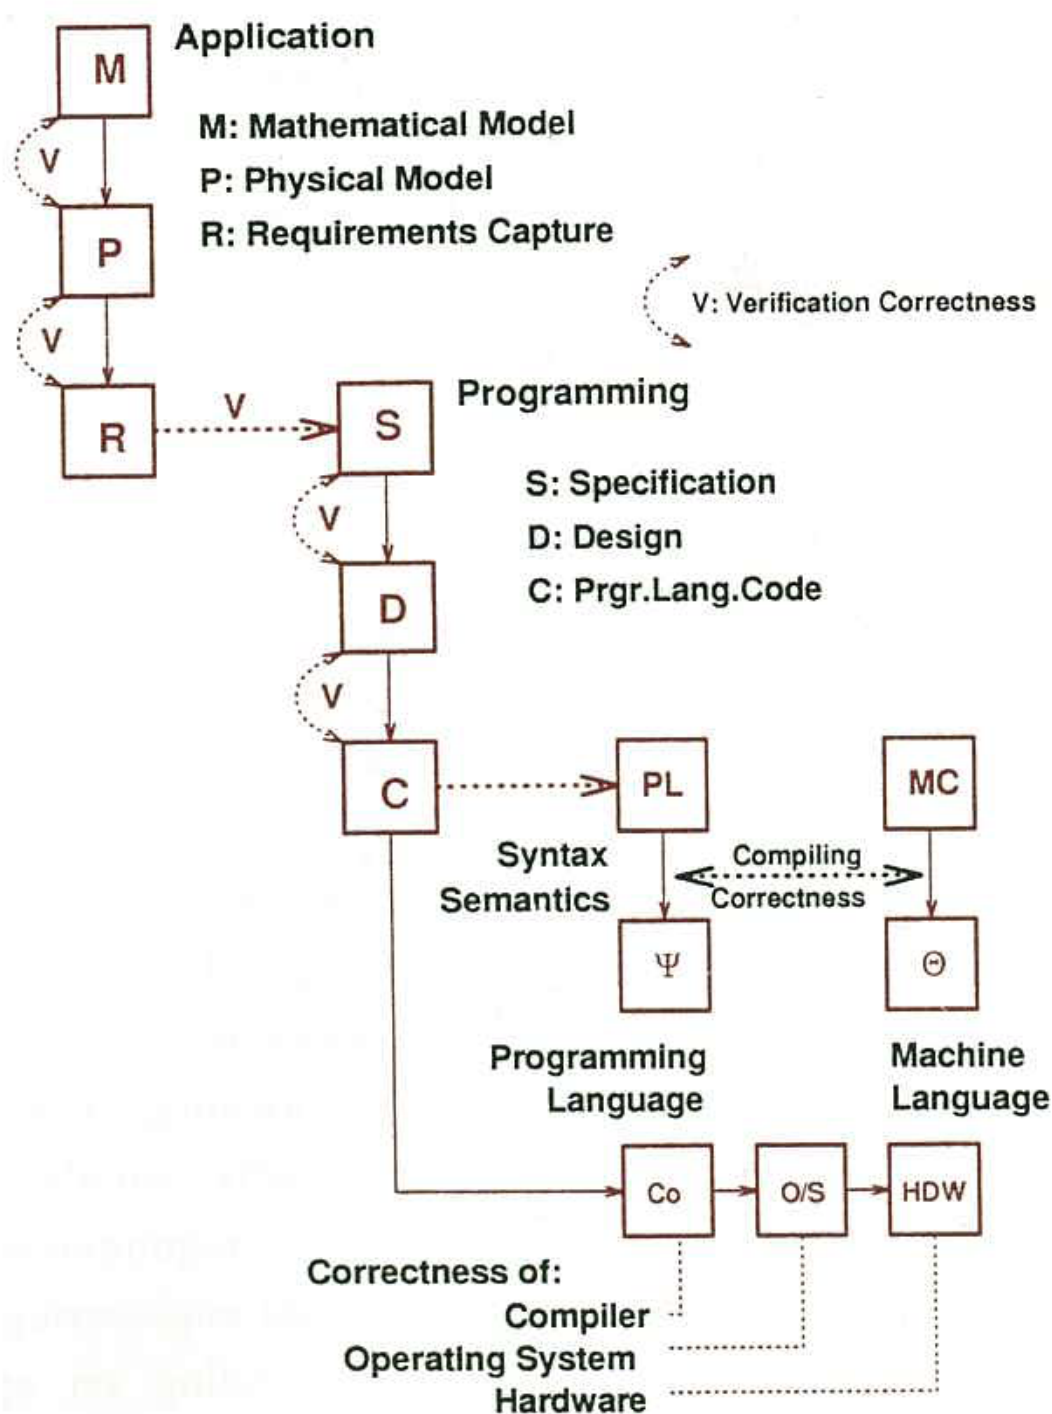 M
Application
M: Mathematical Model
V
P: Physical Model
P
R: Requirements Capture
V: Verification Correctness
V
R
V
S
Programming
S: Specification
V
D: Design
D
C: Prgr.Lang.Code
V
C
PL
MC
Syntax
Compiling
Semantics
Correctness
Ψ
Θ
Programming
Language
Machine
Language
Co
O/S
HDW
Correctness of:
Compiler
Operating System
Hardware